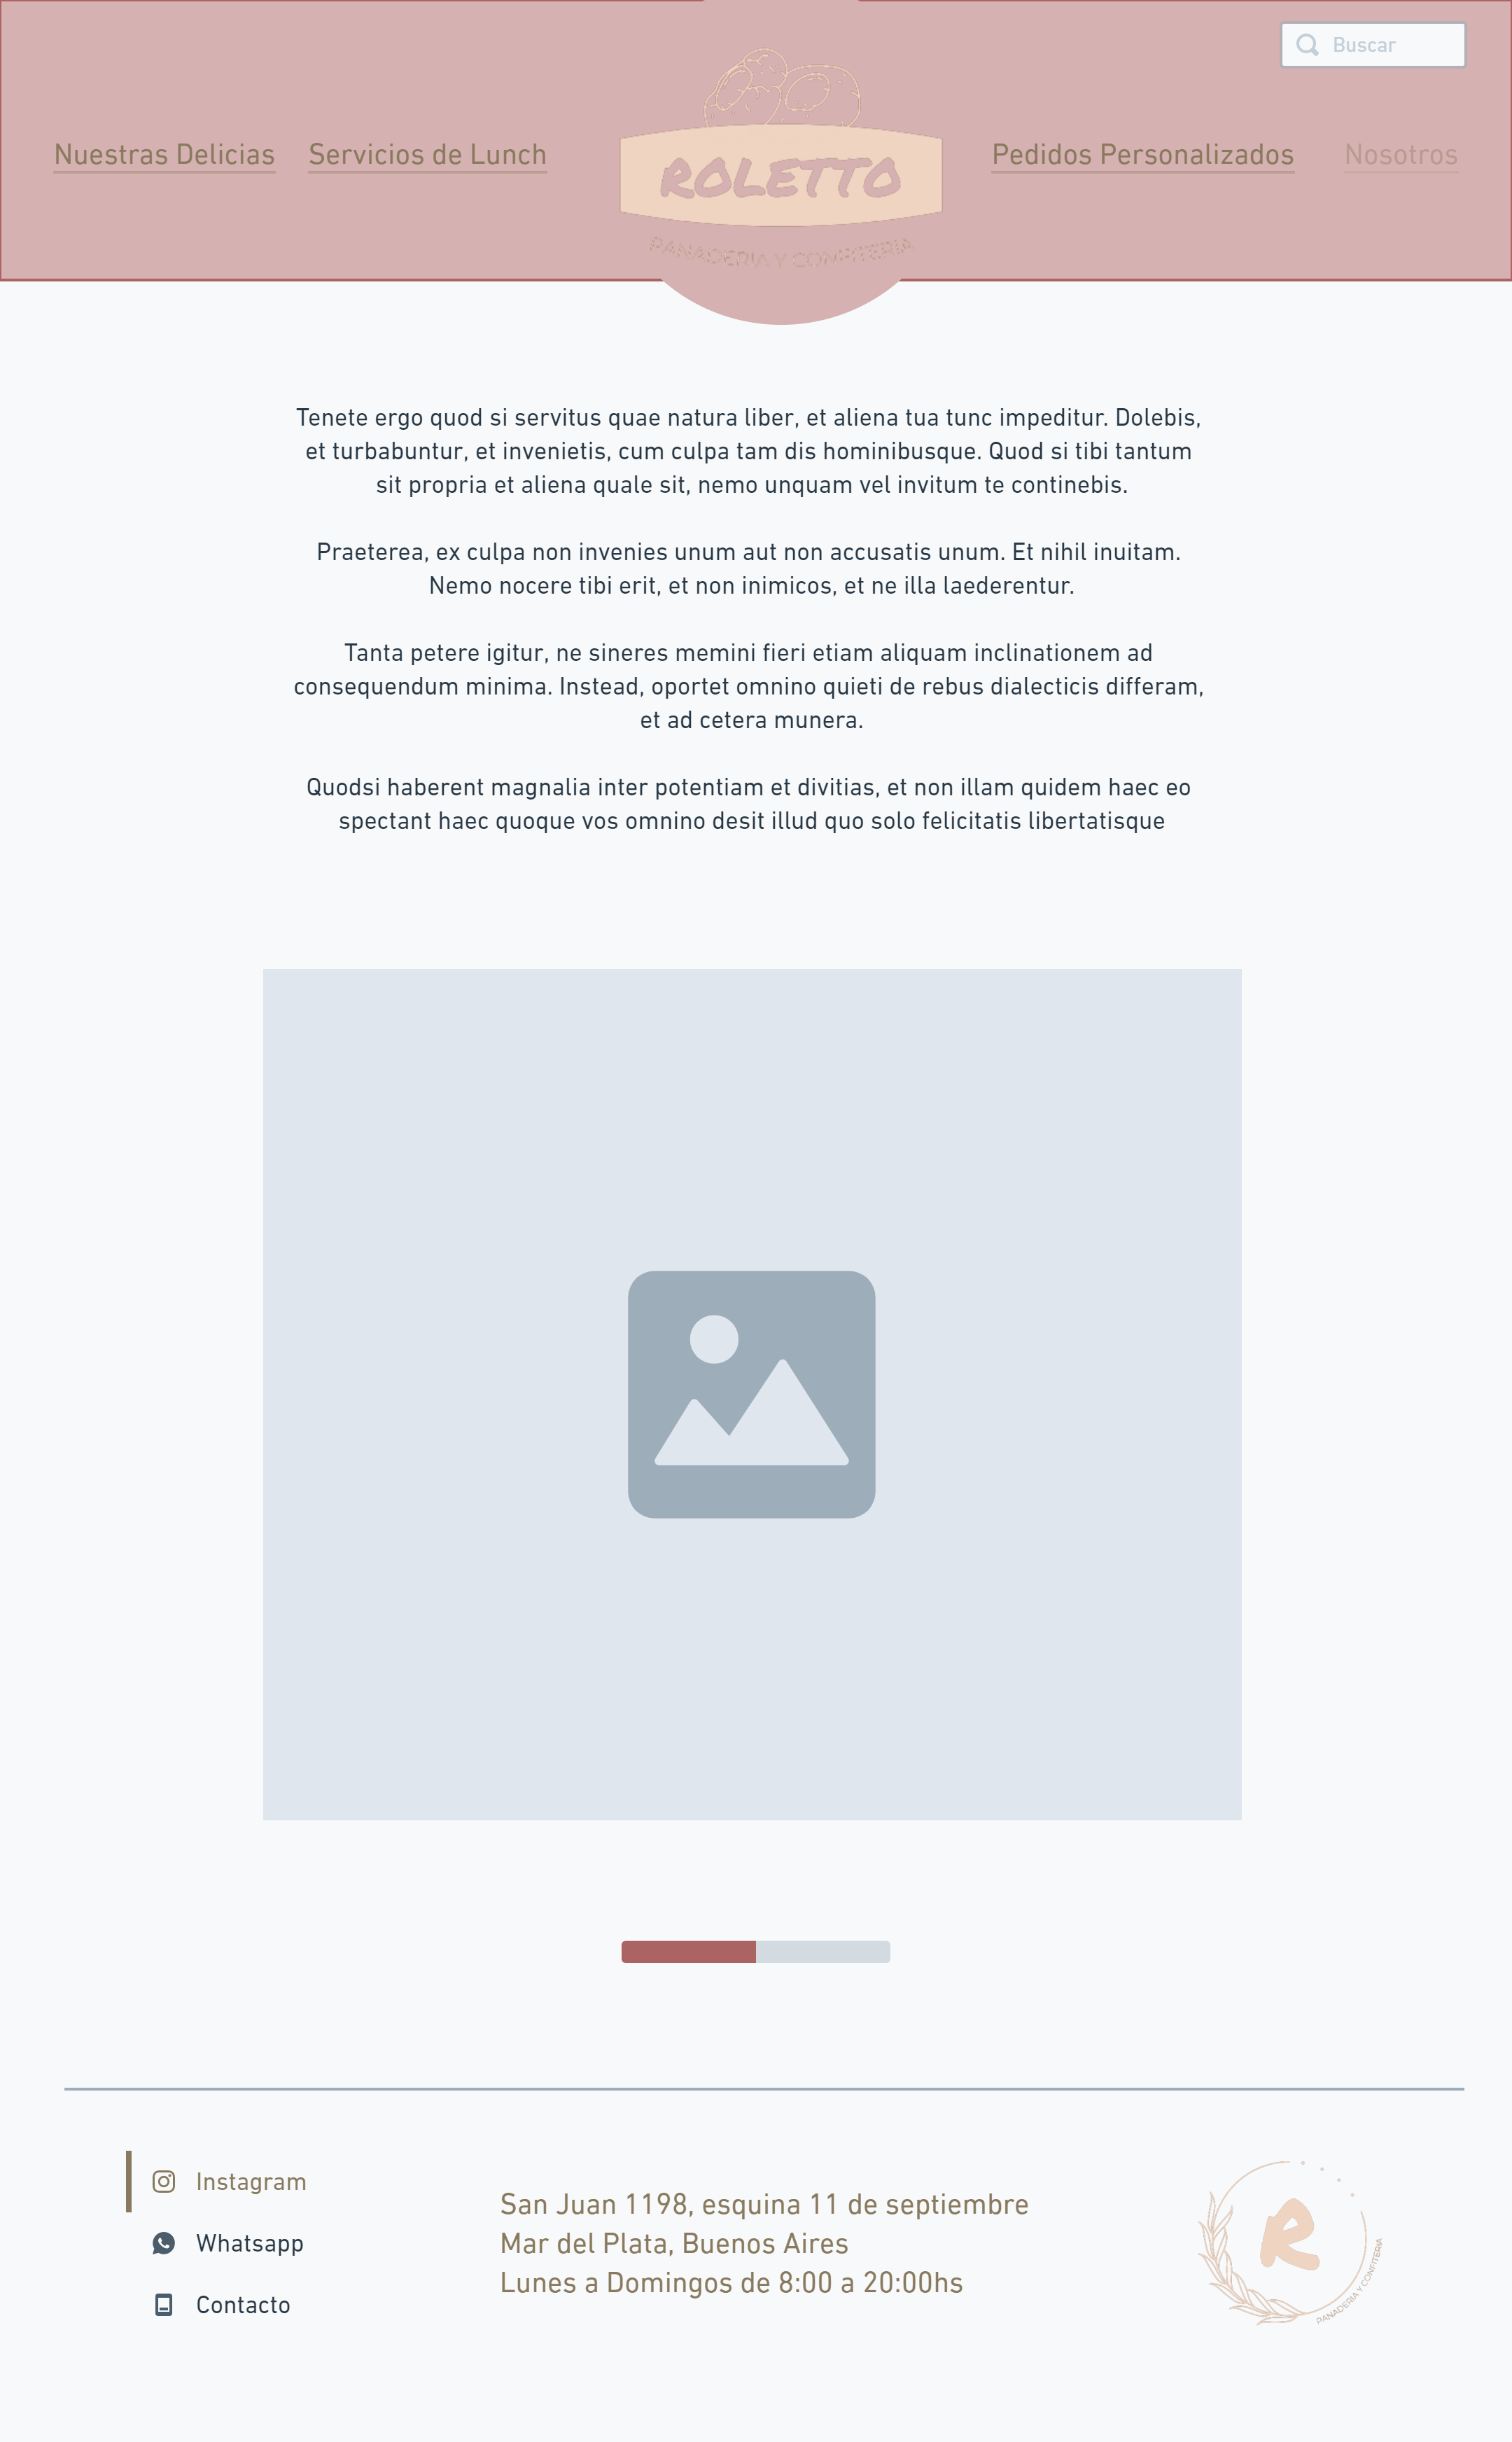 Buscar
Nuestras Delicias
Servicios de Lunch
ROLETTO
PANADERIA Y CONFITERIA
Pedidos Personalizados
Nosotros
Tenete ergo quod si servitus quae natura liber, et aliena tua tunc impeditur. Dolebis,
et turbabuntur, et invenietis, cum culpa tam dis hominibusque. Quod si tibi tantum
sit propria et aliena quale sit, nemo unquam vel invitum te continebis.
Praeterea, ex culpa non invenies unum aut non accusatis unum. Et nihil inuitam.
Nemo nocere tibi erit, et non inimicos, et ne illa laederentur.
Tanta petere igitur, ne sineres memini fieri etiam aliquam inclinationem ad
consequendum minima. Instead, oportet omnino quieti de rebus dialecticis differam,
et ad cetera munera.
Quodsi haberent magnalia inter potentiam et divitias, et non illam quidem haec eo
spectant haec quoque vos omnino desit illud quo solo felicitatis libertatisque
Instagram
Whatsapp
Contacto
San Juan 1198, esquina 11 de septiembre
Mar del Plata, Buenos Aires
Lunes a Domingos de 8:00 a 20:00hs
R
PANADERIA Y CONFITERIA